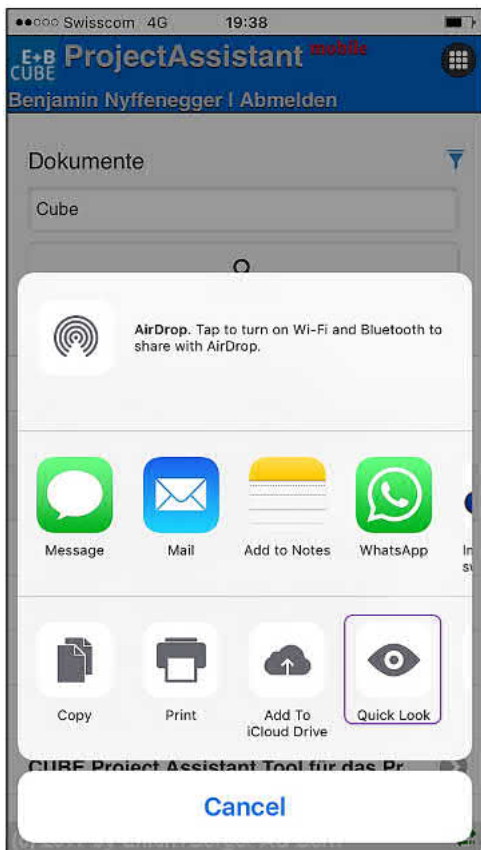 Swisscom 4G 19:38
E+B CUBE ProjectAssistant mobile
Benjamin Nyffenegger | Abmelden
Dokumente
Cube
AirDrop. Tap to turn on Wi-Fi and Bluetooth to
share with AirDrop.
Message Mail Add to Notes WhatsApp
Copy Print Add To
iCloud Drive Quick Look
CUBE Project Assistant Tool für das Pr
Cancel